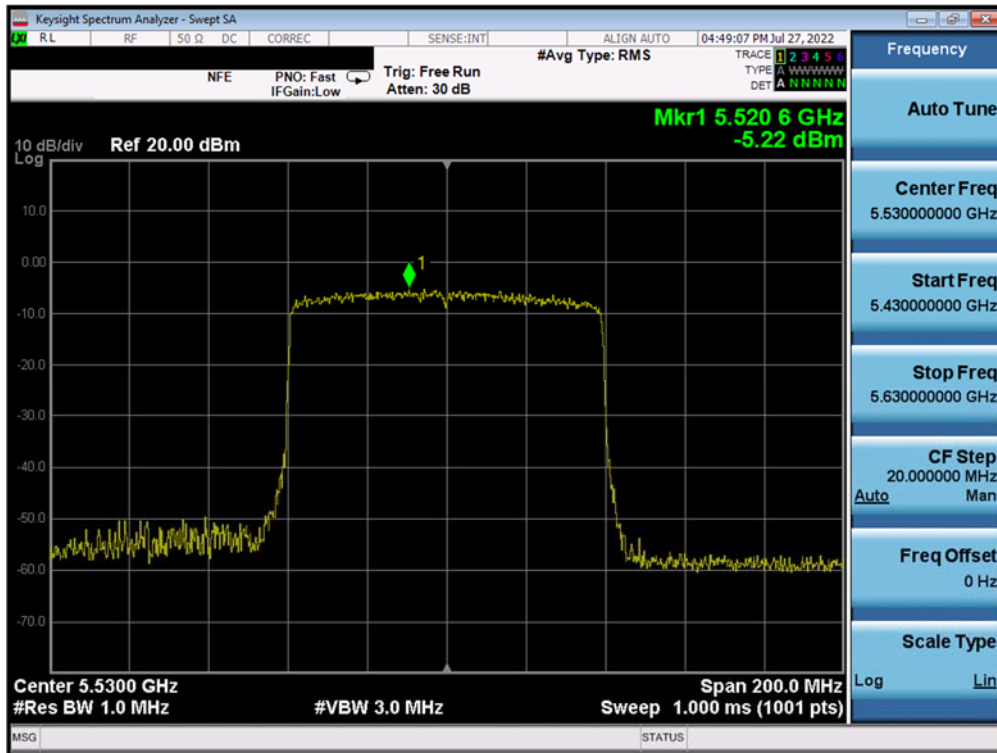 Keysight Spectrum Analyzer - Swept SA
LXI RL RF 50 Ω DC CORREC SENSE:INT ALIGN AUTO 04:49:07 PM Jul 27, 2022
#Avg Type: RMS TRACE 1 2 3 4 5 6
NFE PNO: Fast Trig: Free Run TYPE A WWWWW
IFGain:Low Atten: 30 dB DET A N N N N N
Mkr1 5.520 6 GHz
-5.22 dBm
10 dB/div Ref 20.00 dBm
Log
10.0
1
0.00
-10.0
-20.0
-30.0
-40.0
-50.0
-60.0
-70.0
Center 5.5300 GHz Span 200.0 MHz
#Res BW 1.0 MHz #VBW 3.0 MHz Sweep 1.000 ms (1001 pts)
MSG STATUS
Frequency
Auto Tune
Center Freq
5.530000000 GHz
Start Freq
5.430000000 GHz
Stop Freq
5.630000000 GHz
CF Step
20.000000 MHz
Auto Man
Freq Offset
0 Hz
Scale Type
Log Lin